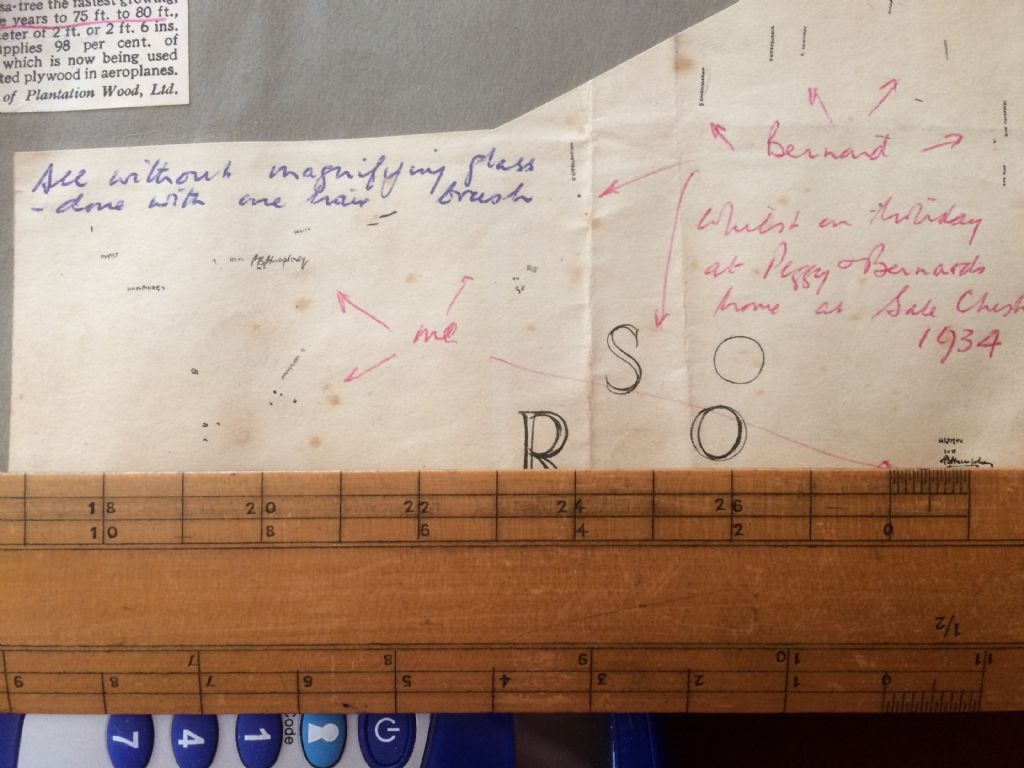 sa-tree the fastest growing,
e years to 75 ft. to 80 ft.,
eter of 2 ft. or 2 ft. 6 ins.
upplies 98 per cent. of
which is now being used
ted plywood in aeroplanes.
of Plantation Wood, Ltd.
All without magnifying glass
- done with one hair brush
Bernard
Whilst on holiday
at Peggy & Bernards
home at Sale Chesh
1934
me
HUMPHREY
S O
R O
18 20 22 24 26
10 8 6 4 2 0
1/2
7 8 9 10 11
9 8 7 6 5 4 3 2 1 0
7 4 1 Code